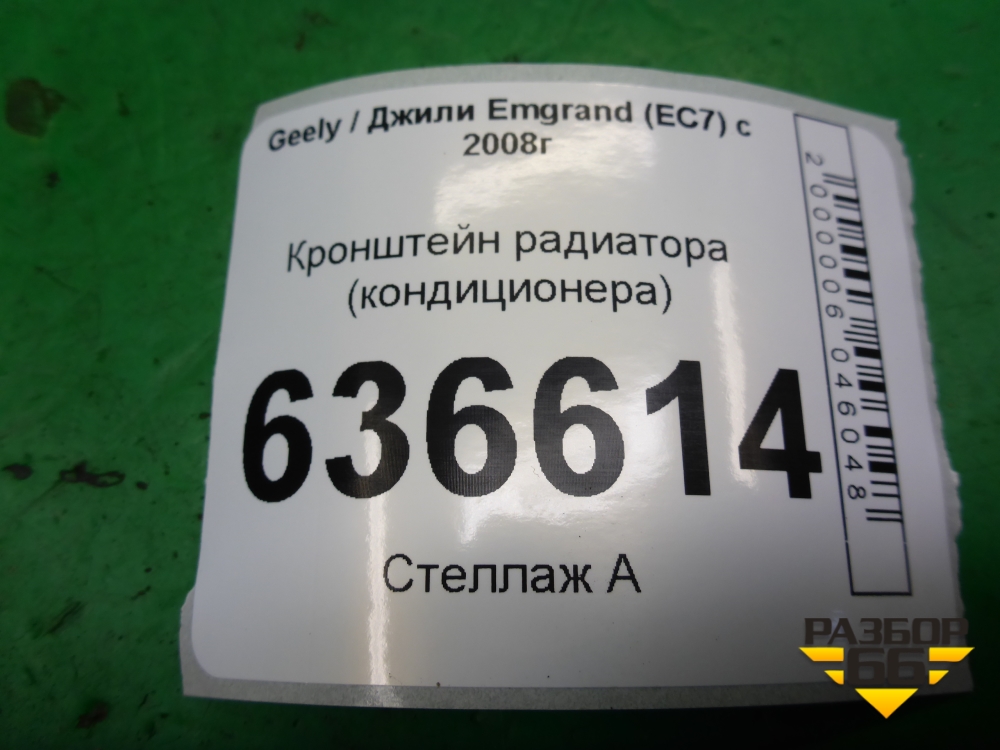 Geely / Джили Emgrand (EC7) с
2008г
Кронштейн радиатора
(кондиционера)
636614
Стеллаж А
2000006046048
РАЗБОР
66